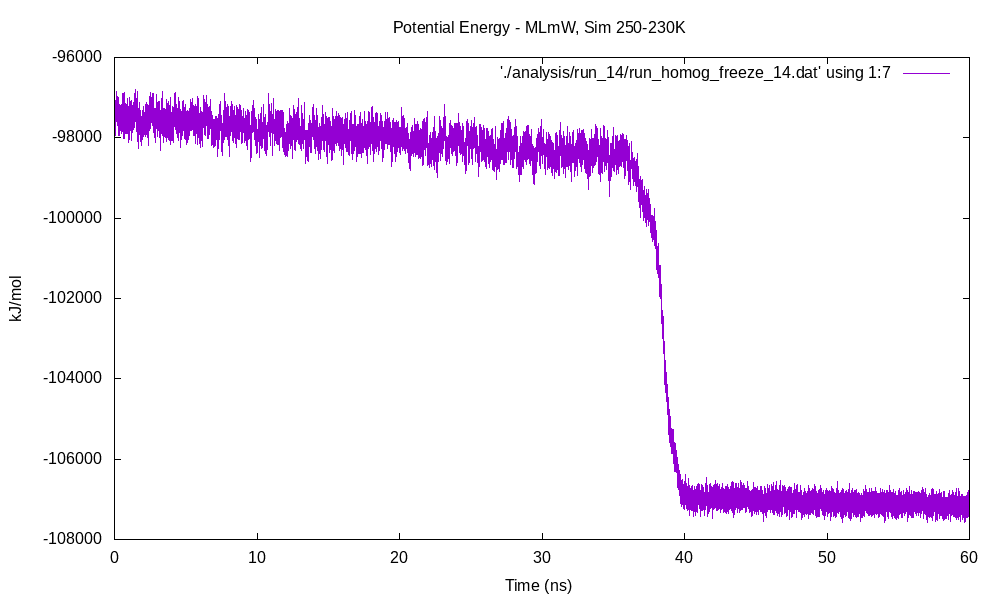 Potential Energy - MLmW, Sim 250-230K
'./analysis/run_14/run_homog_freeze_14.dat' using 1:7
-96000
-98000
-100000
-102000
-104000
-106000
-108000
kJ/mol
0 10 20 30 40 50 60
Time (ns)